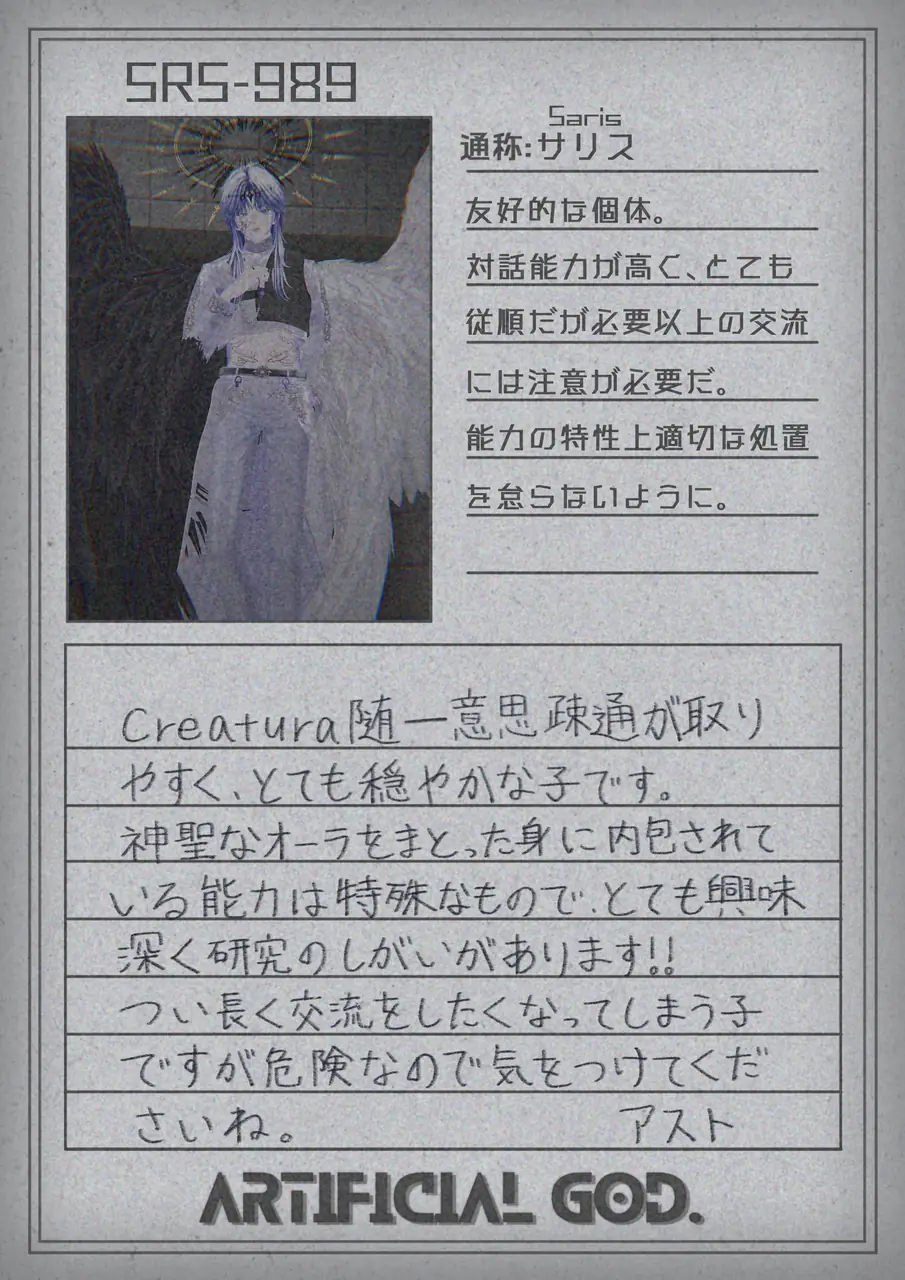 SRS-989
Saris
通称:サリス
友好的な個体。
対話能力が高く、とても
従順だが必要以上の交流
には注意が必要だ。
能力の特性上適切な処置
を怠らないように。
Creatura随一意思疎通が取り
やすく、とても穏やかな子です。
神聖なオーラをまとった身に内包されて
いる能力は特殊なもので、とても興味
深く研究のしがいがあります!!
つい長く交流をしたくなってしまう子
ですが危険なので気をつけてくだ
さいね。 アスト
ARTIFICIAL GOD.